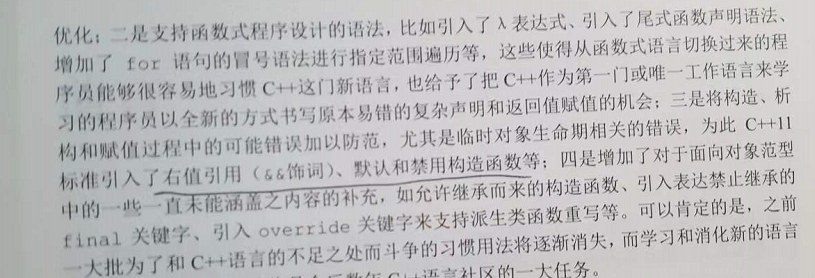 优化；二是支持函数式程序设计的语法，比如引入了 λ 表达式、引入了尾式函数声明语法、
增加了 for 语句的冒号语法进行指定范围遍历等，这些使得从函数式语言切换过来的程
序员能够很容易地习惯 C++这门新语言，也给予了把 C++作为第一门或唯一工作语言来学
习的程序员以全新的方式书写原本易错的复杂声明和返回值赋值的机会；三是将构造、析
构和赋值过程中的可能错误加以防范，尤其是临时对象生命期相关的错误，为此 C++11
标准引入了右值引用（&&饰词）、默认和禁用构造函数等；四是增加了对于面向对象范型
中的一些一直未能涵盖之内容的补充，如允许继承而来的构造函数、引入表达禁止继承的
final 关键字、引入 override 关键字来支持派生类函数重写等。可以肯定的是，之前
一大批为了和 C++语言的不足之处而斗争的习惯用法将逐渐消失，而学习和消化新的语言
C++语言社区的一大任务。